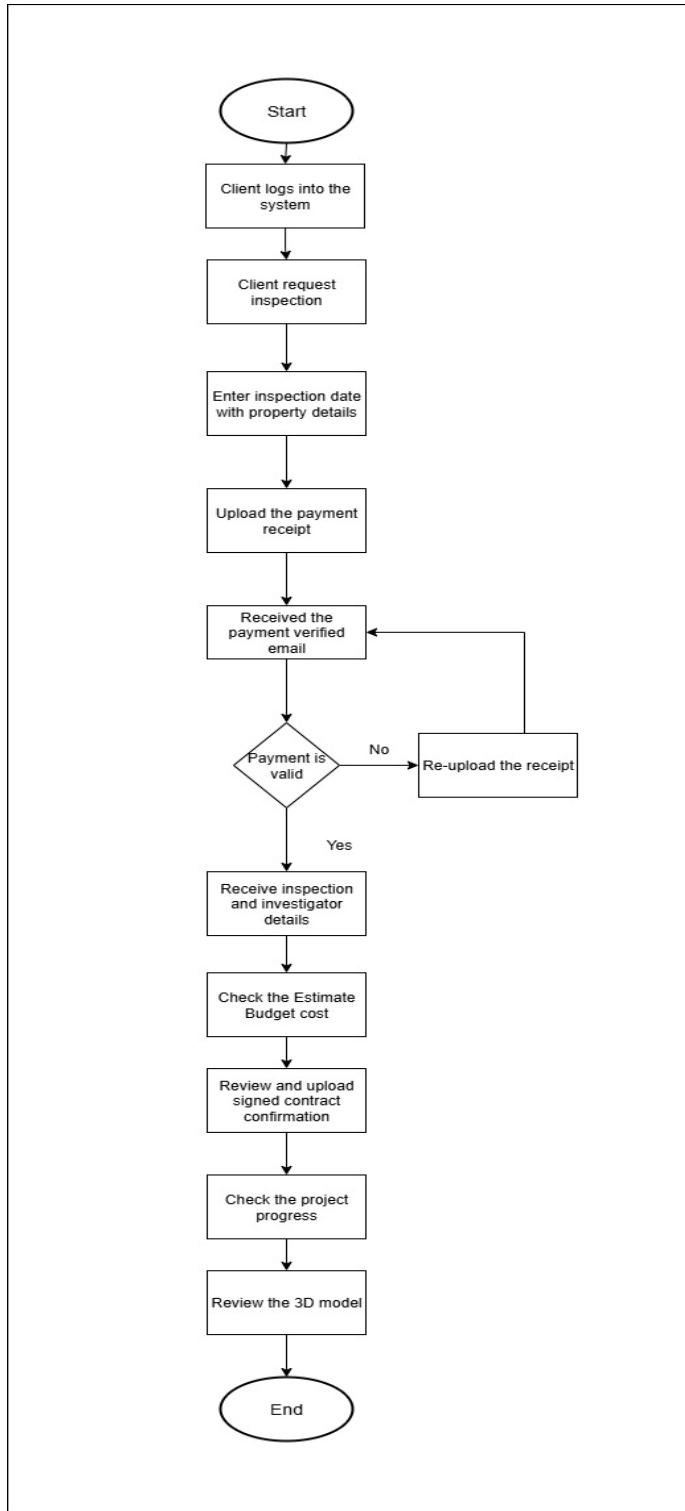 Start
Client logs into the
system
Client request
inspection
Enter inspection date
with property details
Upload the payment
receipt
Received the
payment verified
email
Payment is
valid
No
Re-upload the receipt
Yes
Receive inspection
and investigator
details
Check the Estimate
Budget cost
Review and upload
signed contract
confirmation
Check the project
progress
Review the 3D model
End